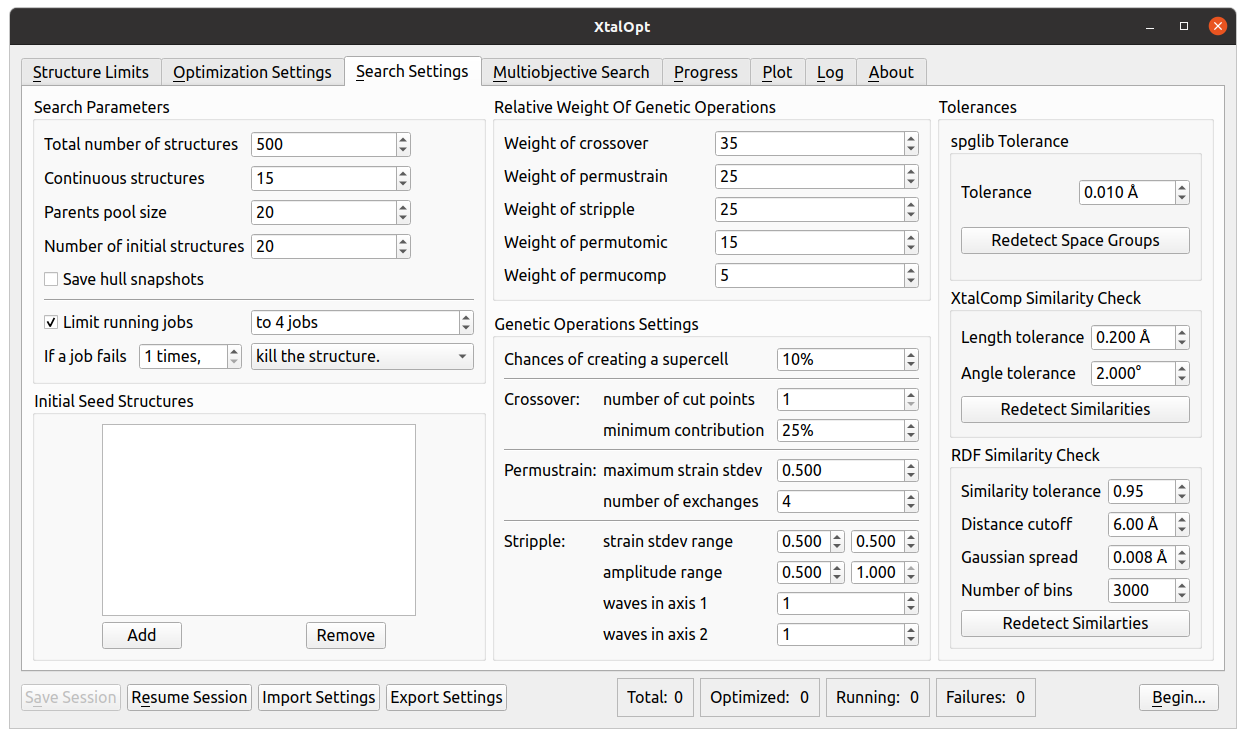 XtalOpt
Structure Limits
Optimization Settings
Search Settings
Multiobjective Search
Progress
Plot
Log
About
Search Parameters
Total number of structures 500
Continuous structures 15
Parents pool size 20
Number of initial structures 20
Save hull snapshots
Limit running jobs to 4 jobs
If a job fails 1 times, kill the structure.
Initial Seed Structures
Add
Remove
Relative Weight Of Genetic Operations
Weight of crossover 35
Weight of permustrain 25
Weight of stripple 25
Weight of permutomic 15
Weight of permucomp 5
Genetic Operations Settings
Chances of creating a supercell 10%
Crossover: number of cut points 1
minimum contribution 25%
Permustrain: maximum strain stdev 0.500
number of exchanges 4
Stripple: strain stdev range 0.500 0.500
amplitude range 0.500 1.000
waves in axis 1 1
waves in axis 2 1
Tolerances
spglib Tolerance
Tolerance 0.010 Å
Redetect Space Groups
XtalComp Similarity Check
Length tolerance 0.200 Å
Angle tolerance 2.000°
Redetect Similarities
RDF Similarity Check
Similarity tolerance 0.95
Distance cutoff 6.00 Å
Gaussian spread 0.008 Å
Number of bins 3000
Redetect Similarties
Save Session
Resume Session
Import Settings
Export Settings
Total: 0
Optimized: 0
Running: 0
Failures: 0
Begin...